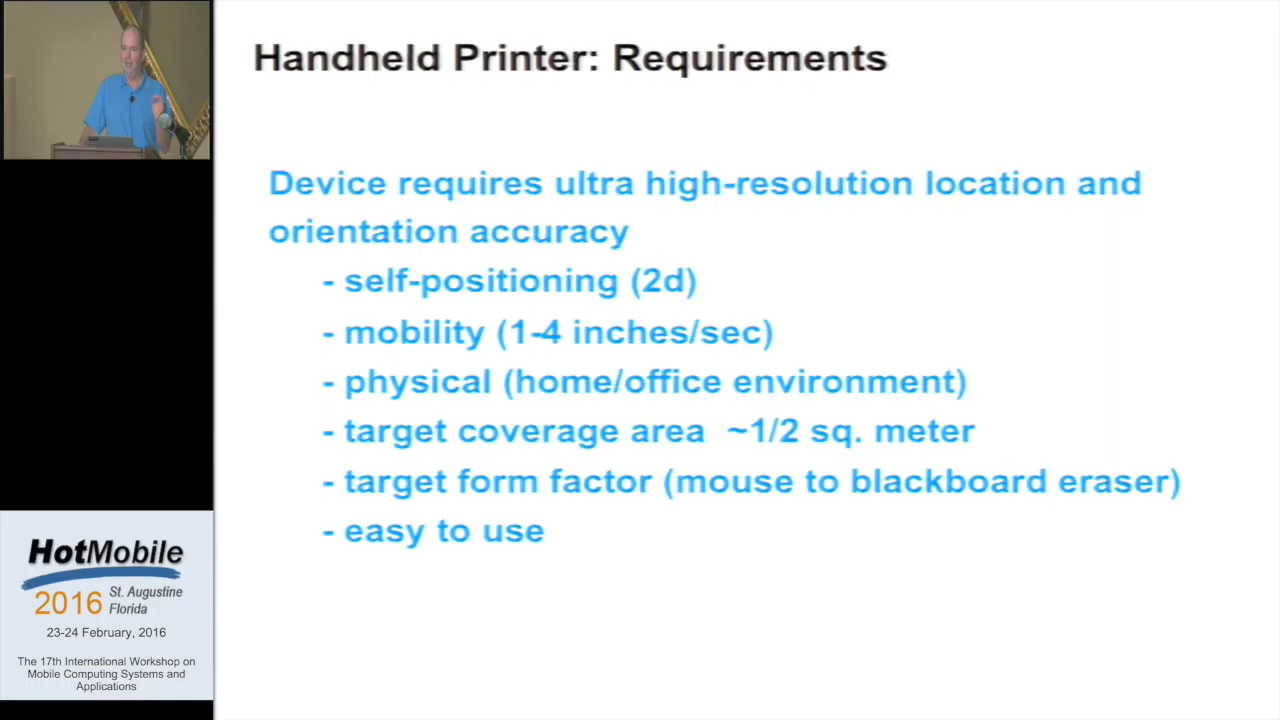 Handheld Printer: Requirements
Device requires ultra high-resolution location and
orientation accuracy
- self-positioning (2d)
- mobility (1-4 inches/sec)
- physical (home/office environment)
- target coverage area ~1/2 sq. meter
- target form factor (mouse to blackboard eraser)
- easy to use
HotMobile
2016 St. Augustine
Florida
23-24 February, 2016
The 17th International Workshop on
Mobile Computing Systems and
Applications